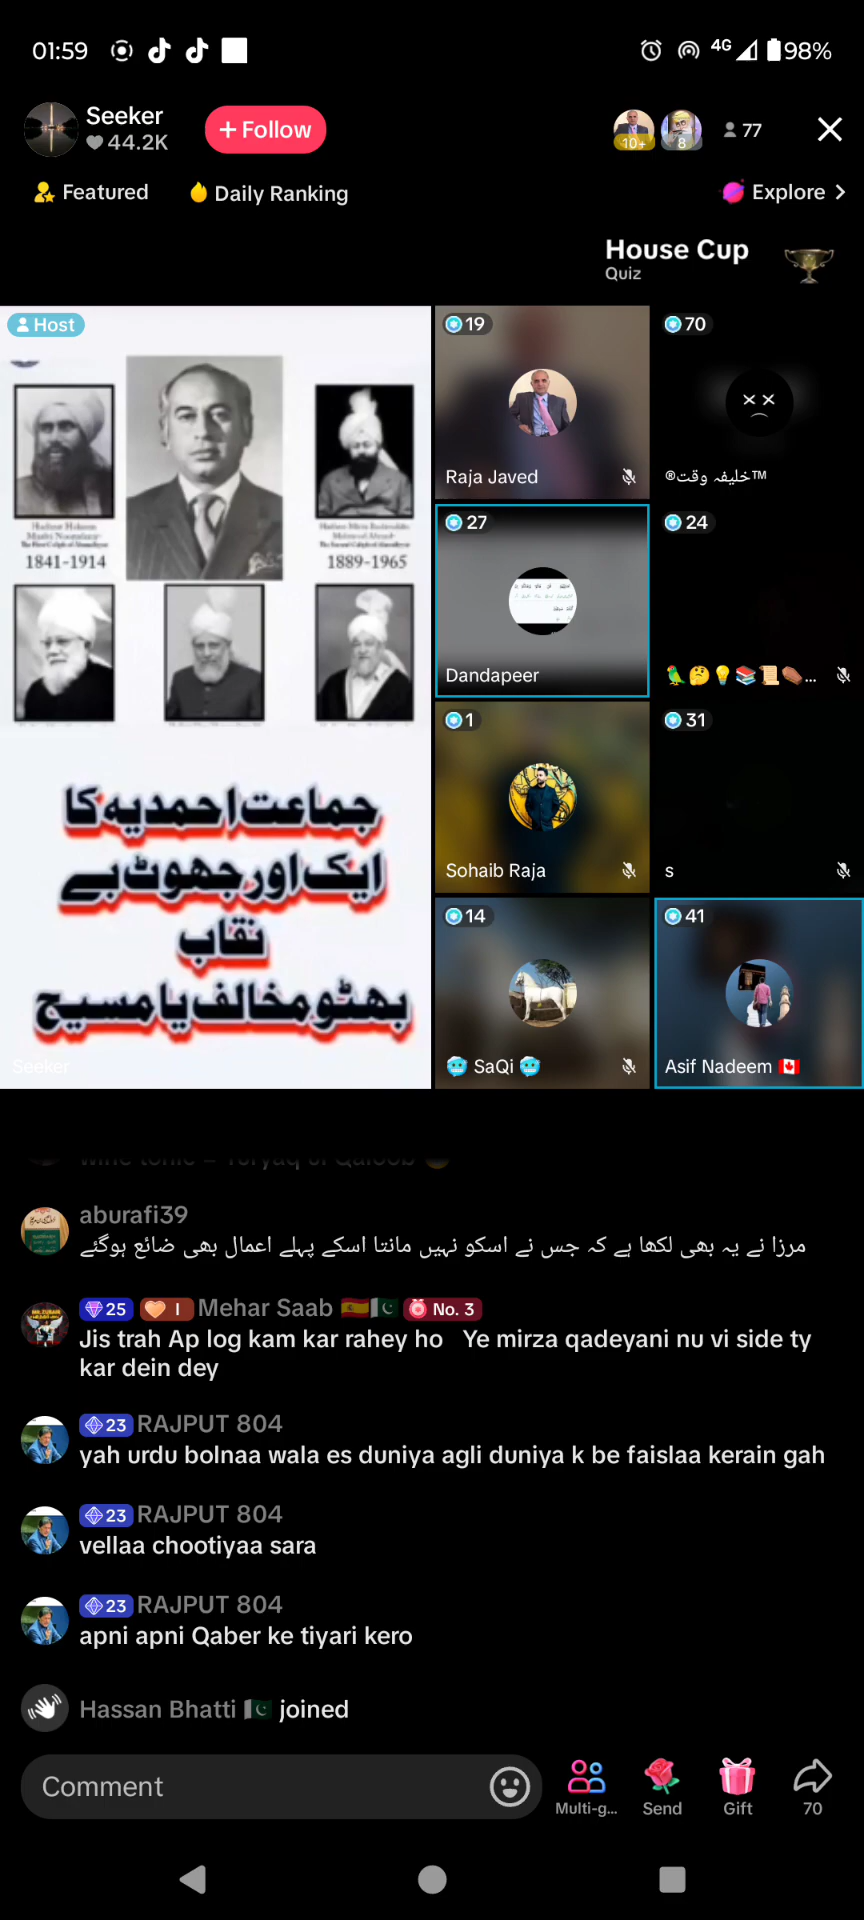 01:59
4G
98%
Seeker
44.2K
+ Follow
10+
8
77
Featured
Daily Ranking
Explore
House Cup
Quiz
Host
1841-1914
1889-1965
جماعت احمدیه کا
ایک اور جھوٹ بے
نقاب
بھٹو مخالف یا مسیح
Seeker
19
Raja Javed
70
®خلیفہ وقت™
27
Dandapeer
24
...
1
Sohaib Raja
31
s
14
SaQi
41
Asif Nadeem
aburafi39
مرزا نے یہ بھی لکھا ہے کہ جس نے اسکو نہیں مانتا اسکے پہلے اعمال بھی ضائع ہوگئے
25 I Mehar Saab No. 3
Jis trah Ap log kam kar rahey ho Ye mirza qadeyani nu vi side ty
kar dein dey
23 RAJPUT 804
yah urdu bolnaa wala es duniya agli duniya k be faislaa kerain gah
23 RAJPUT 804
vellaa chootiyaa sara
23 RAJPUT 804
apni apni Qaber ke tiyari kero
Hassan Bhatti joined
Comment
Multi-g...
Send
Gift
70